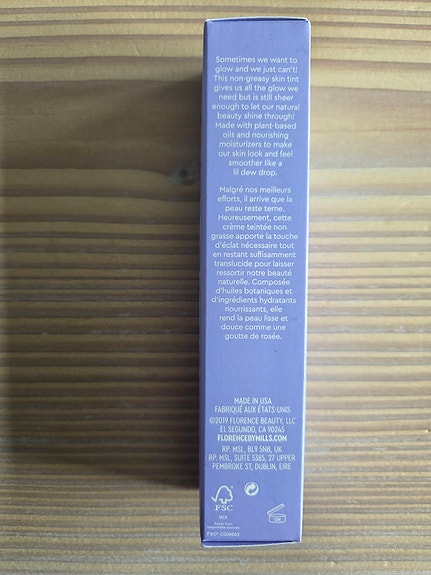 Sometimes we want to
glow and we just can't!
This non-greasy skin tint
gives us all the glow we
need but is still sheer
enough to let our natural
beauty shine through!
Made with plant-based
oils and nourishing
moisturizers to make
our skin look and feel
smoother like a
lil dew drop.
Malgré nos meilleurs
efforts, il arrive que la
peau reste terne.
Heureusement, cette
crème teintée non
grasse apporte la touche
d'éclat nécessaire tout
en restant suffisamment
translucide pour laisser
ressortir notre beauté
naturelle. Composée
d'huiles botaniques et
d'ingrédients hydratants
nourrissants, elle
rend la peau lisse et
douce comme une
goutte de rosée.
MADE IN USA
FABRIQUÉ AUX ÉTATS-UNIS
©2019 FLORENCE BEAUTY, LLC
EL SEGUNDO, CA 90245
FLORENCEBYMILLS.COM
RP. MSL, BL9 5NB, UK
RP. MSL, SUITE 5365, 27 UPPER
PEMBROKE ST, DUBLIN, EIRE
FSC
MIX
Paper from
responsible sources
12M